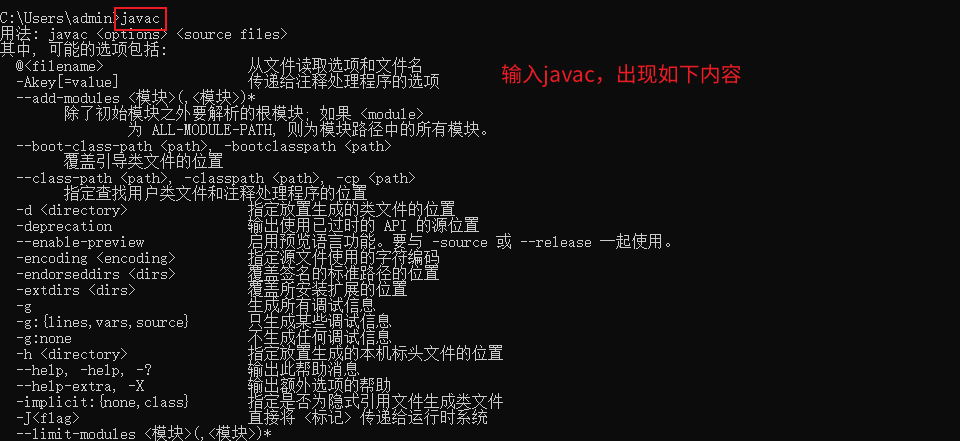 C:\Users\admin>javac
用法: javac <options> <source files>
其中, 可能的选项包括:
@<filename> 从文件读取选项和文件名
-Akey[=value] 传递给注释处理程序的选项
输入javac，出现如下内容
--add-modules <模块>(,<模块>)*
除了初始模块之外要解析的根模块; 如果 <module>
为 ALL-MODULE-PATH, 则为模块路径中的所有模块。
--boot-class-path <path>, -bootclasspath <path>
覆盖引导类文件的位置
--class-path <path>, -classpath <path>, -cp <path>
指定查找用户类文件和注释处理程序的位置
-d <directory> 指定放置生成的类文件的位置
-deprecation 输出使用已过时的 API 的源位置
--enable-preview 启用预览语言功能。要与 -source 或 --release 一起使用。
-encoding <encoding> 指定源文件使用的字符编码
-endorseddirs <dirs> 覆盖签名的标准路径的位置
-extdirs <dirs> 覆盖所安装扩展的位置
-g 生成所有调试信息
-g:{lines,vars,source} 只生成某些调试信息
-g:none 不生成任何调试信息
-h <directory> 指定放置生成的本机标头文件的位置
--help, -help, -? 输出此帮助消息
--help-extra, -X 输出额外选项的帮助
-implicit:{none,class} 指定是否为隐式引用文件生成类文件
-J<flag> 直接将 <标记> 传递给运行时系统
--limit-modules <模块>(,<模块>)*